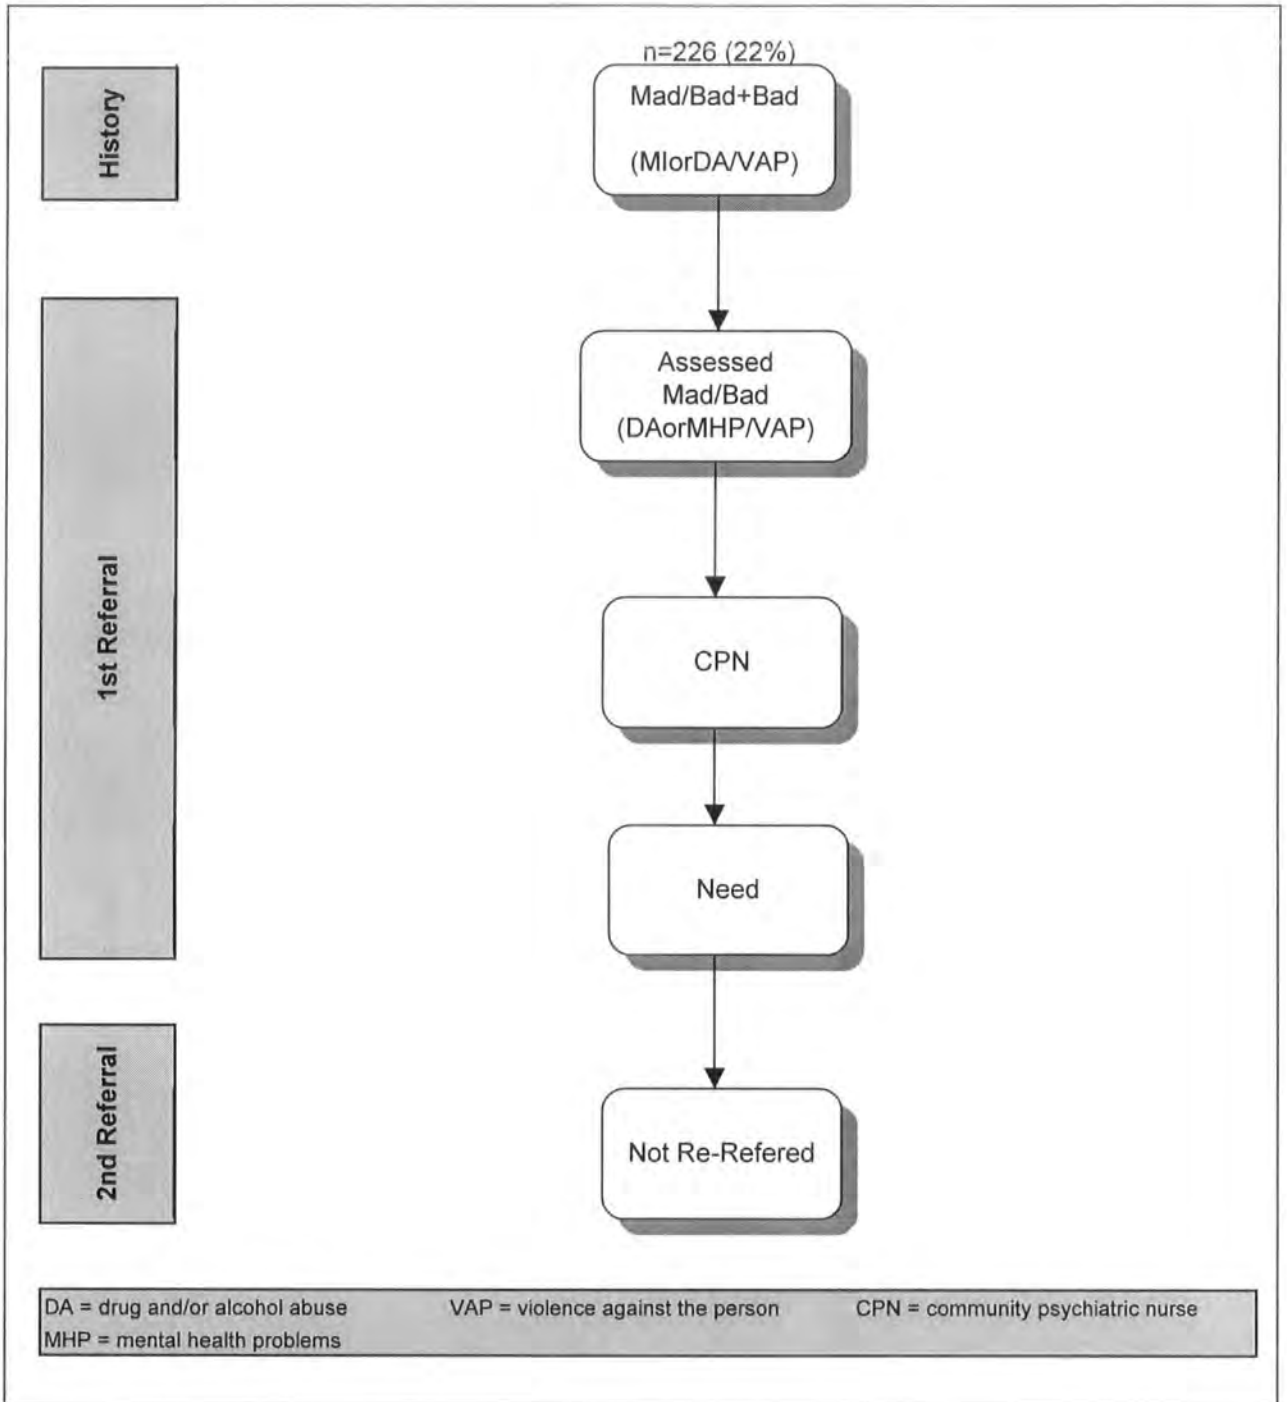 n=226 (22%)
History
Mad/Bad+Bad
(MIorDA/VAP)
1st Referral
Assessed
Mad/Bad
(DAorMHP/VAP)
CPN
Need
2nd Referral
Not Re-Refered
DA = drug and/or alcohol abuse VAP = violence against the person CPN = community psychiatric nurse
MHP = mental health problems